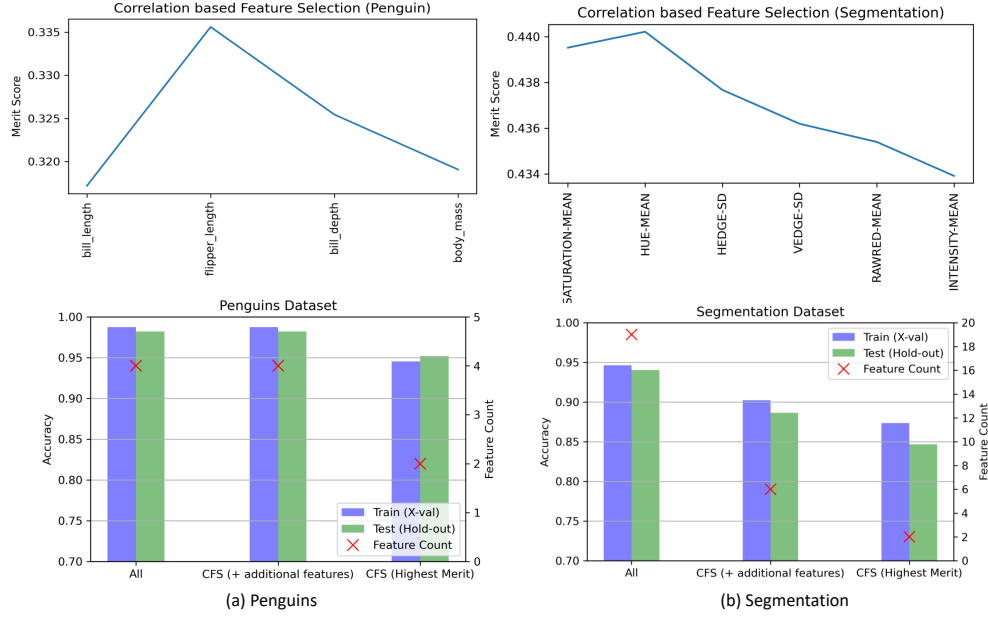 Correlation based Feature Selection (Penguin)
Merit Score
0.335
0.330
0.325
0.320
bill_length
flipper_length
bill_depth
body_mass
Correlation based Feature Selection (Segmentation)
Merit Score
0.440
0.438
0.436
0.434
SATURATION-MEAN
HUE-MEAN
HEDGE-SD
VEDGE-SD
RAWRED-MEAN
INTENSITY-MEAN
Penguins Dataset
Accuracy
1.00
0.95
0.90
0.85
0.80
0.75
0.70
5
4
3
2
1
0
Feature Count
Train (X-val)
Test (Hold-out)
Feature Count
All
CFS (+ additional features)
CFS (Highest Merit)
(a) Penguins
Segmentation Dataset
Accuracy
1.00
0.95
0.90
0.85
0.80
0.75
0.70
20
18
16
14
12
10
8
6
4
2
0
Feature Count
Train (X-val)
Test (Hold-out)
Feature Count
All
CFS (+ additional features)
CFS (Highest Merit)
(b) Segmentation